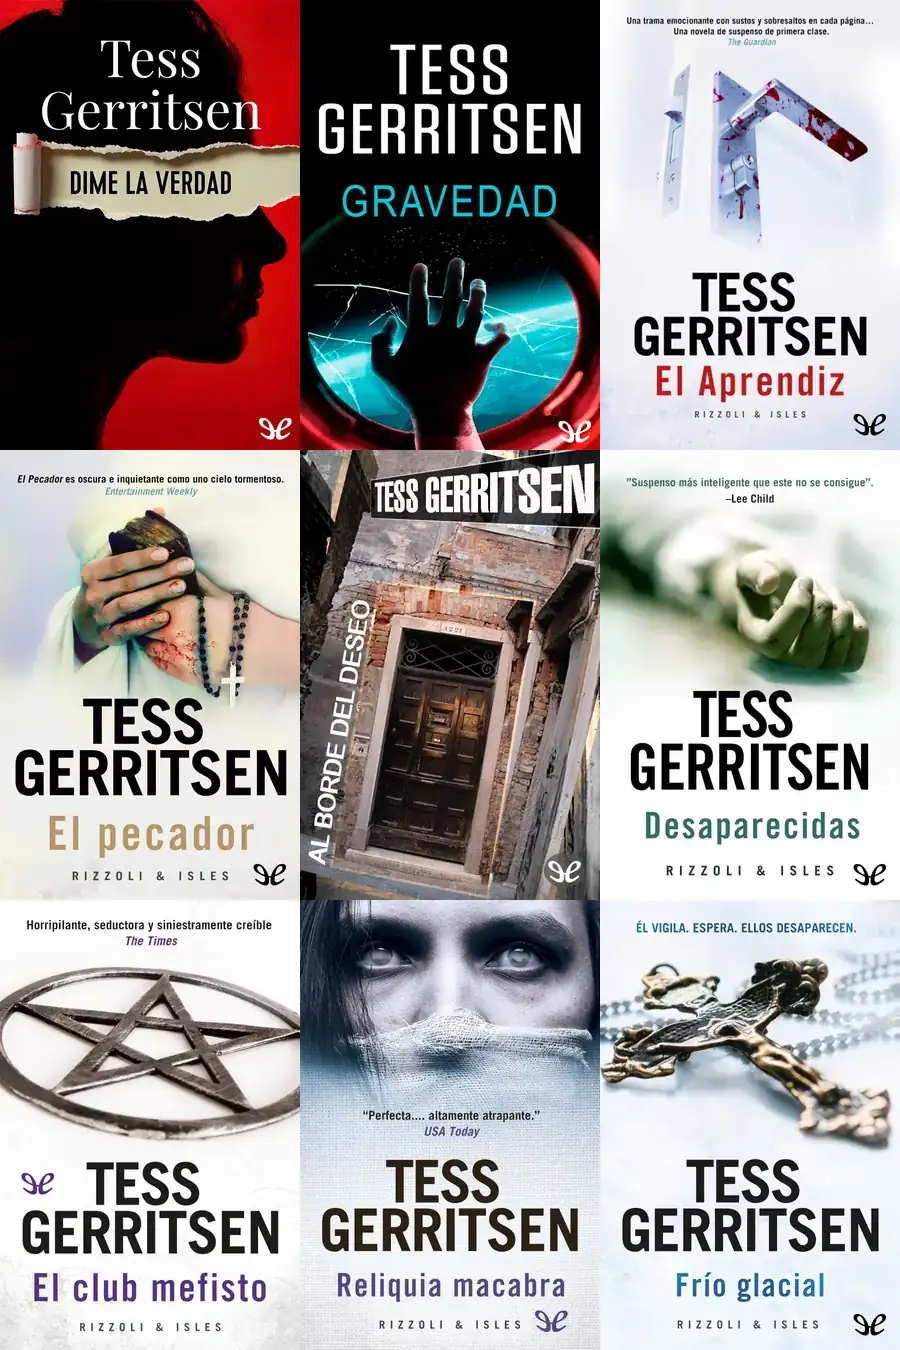 Tess
Gerritsen
DIME LA VERDAD
TESS
GERRITSEN
GRAVEDAD
Una trama emocionante con sustos y sobresaltos en cada página...
Una novela de suspenso de primera clase.
The Guardian
TESS
GERRITSEN
El Aprendiz
RIZZOLI & ISLES
El Pecador es oscura e inquietante como uno cielo tormentoso.
Entertainment Weekly
TESS
GERRITSEN
El pecador
RIZZOLI & ISLES
TESS GERRITSEN
1221
AL BORDE DEL DESEO
"Suspenso más inteligente que este no se consigue".
–Lee Child
TESS
GERRITSEN
Desaparecidas
RIZZOLI & ISLES
Horripilante, seductora y siniestramente creíble
The Times
TESS
GERRITSEN
El club mefisto
RIZZOLI & ISLES
“Perfecta.... altamente atrapante.”
USA Today
TESS
GERRITSEN
Reliquia macabra
RIZZOLI & ISLES
ÉL VIGILA. ESPERA. ELLOS DESAPARECEN.
TESS
GERRITSEN
Frío glacial
RIZZOLI & ISLES